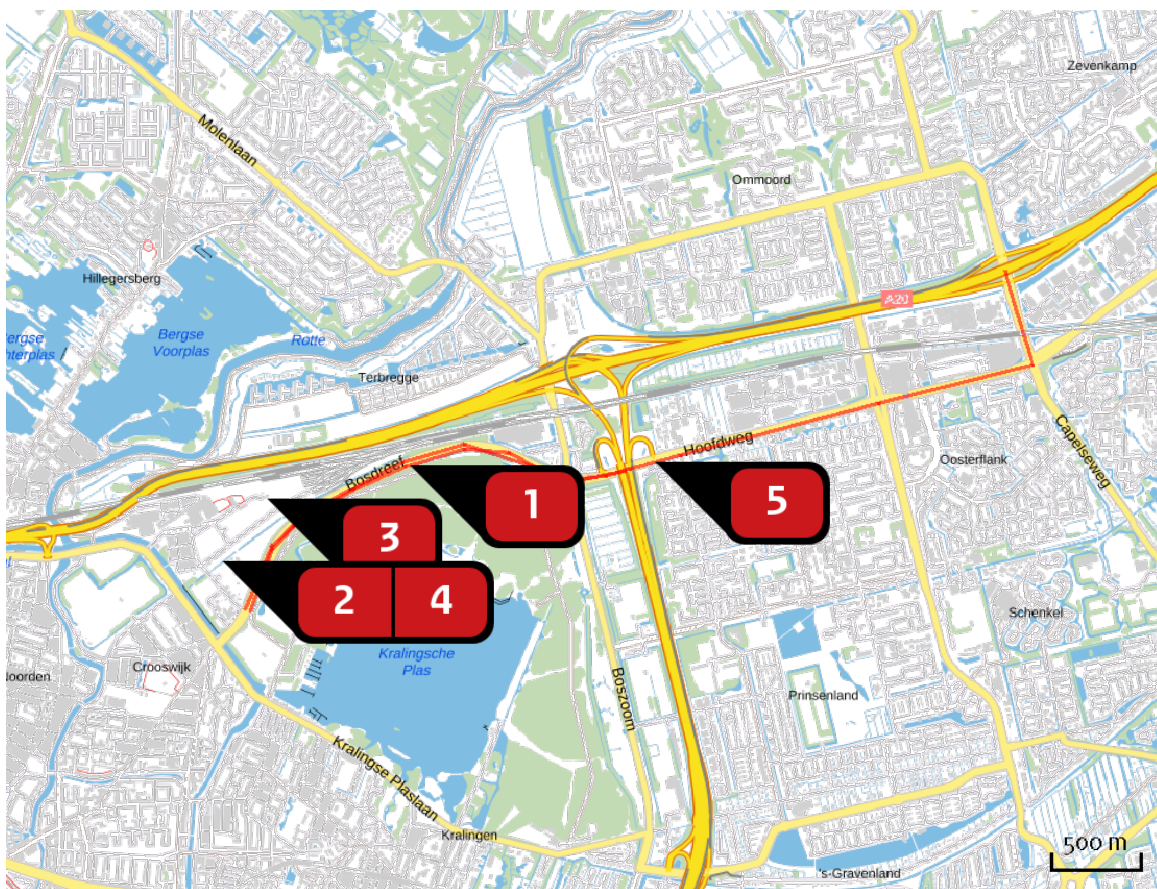 Zevenkamp
Molenlaan
Ommoord
Hillegersberg
A20
Bergse
Voorplas
Rotte
Terbregge
Hoofdweg
Capelseweg
Oosterflank
Bosdreef
1
5
3
2
4
Schenkel
Kralingsche
Plas
Crooswijk
Boszoom
Prinsenland
Kralingse Plaslaan
Kralingen
500 m
's-Gravenland